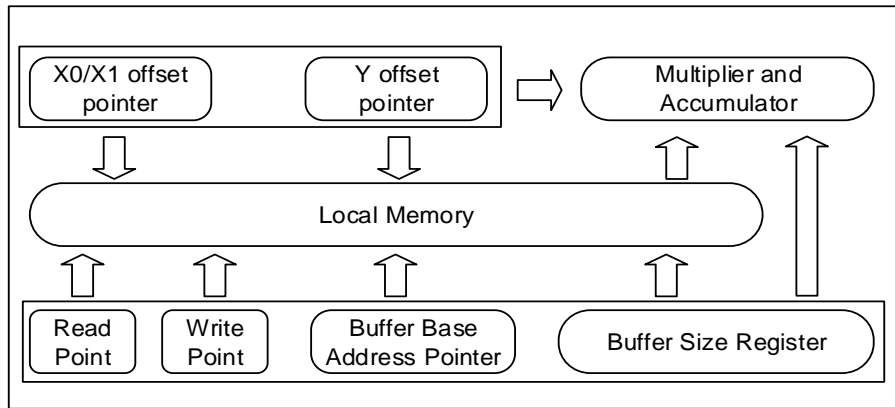 X0/X1 offset
pointer
Y offset
pointer
Multiplier and
Accumulator
Local Memory
Read
Point
Write
Point
Buffer Base
Address Pointer
Buffer Size Register